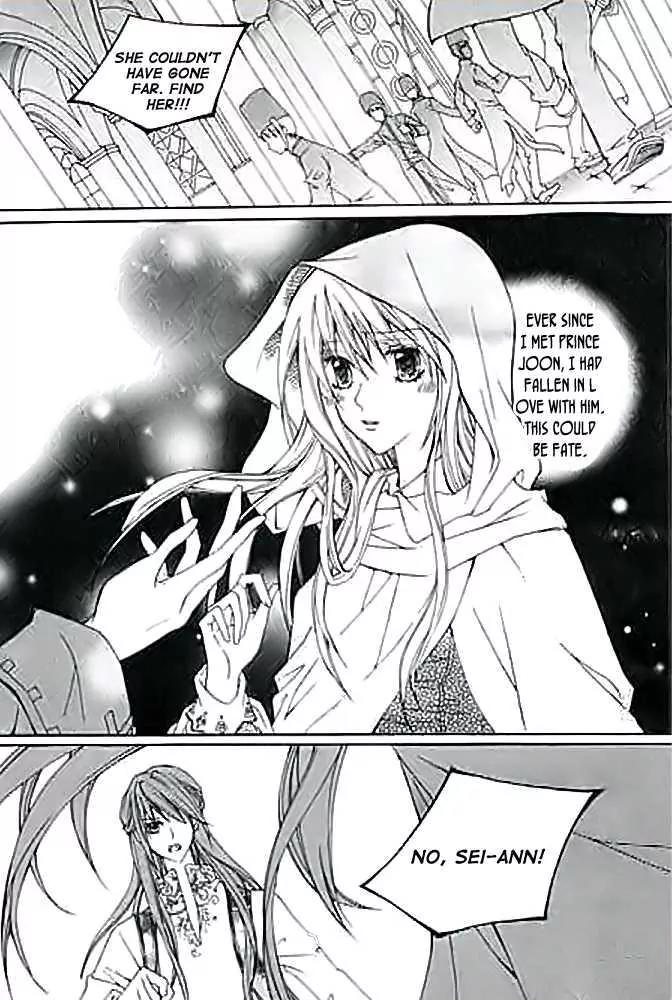 SHE COULDN'T
HAVE GONE
FAR. FIND
HER!!!
EVER SINCE
I MET PRINCE
JOON, I HAD
FALLEN IN L
OVE WITH HIM.
THIS COULD
BE FATE.
NO, SEI-ANN!